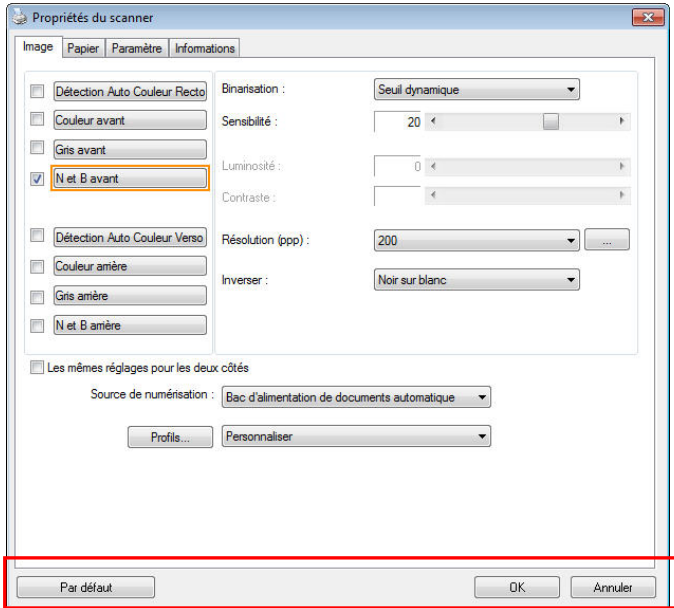 Propriétés du scanner
Image Papier Paramètre Informations
Détection Auto Couleur Recto
Couleur avant
Gris avant
N et B avant
Détection Auto Couleur Verso
Couleur arrière
Gris arrière
N et B arrière
Binarisation : Seuil dynamique
Sensibilité : 20
Luminosité : 0
Contraste :
Résolution (ppp) : 200 ...
Inverser : Noir sur blanc
Les mêmes réglages pour les deux côtés
Source de numérisation : Bac d'alimentation de documents automatique
Profils... Personnaliser
Par défaut OK Annuler